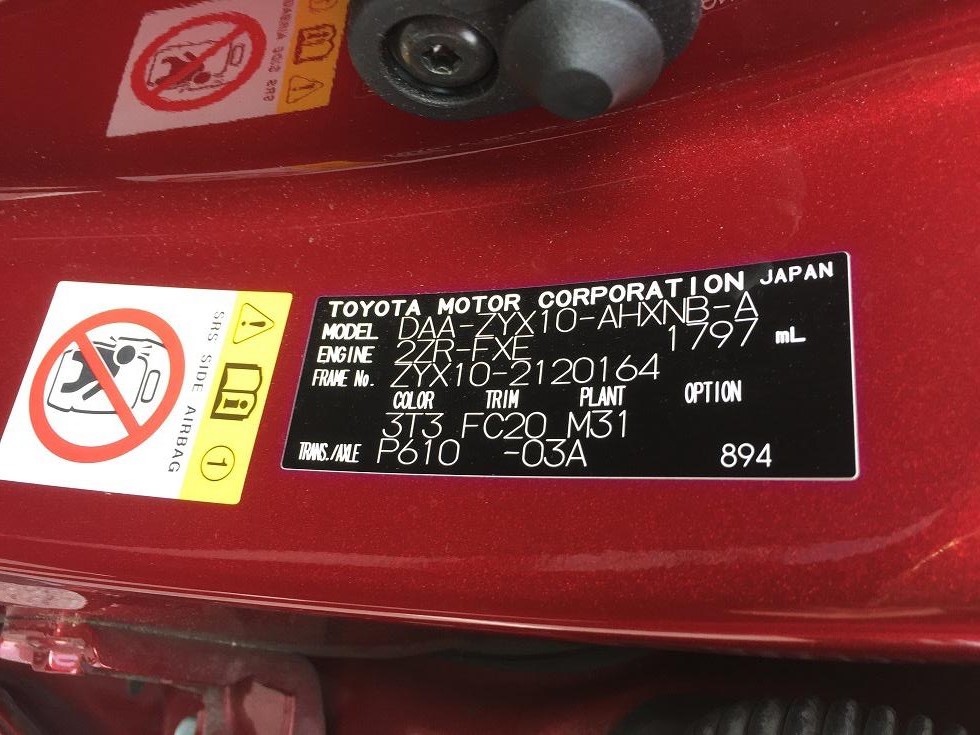 TOYOTA MOTOR CORPORATION JAPAN
MODEL DAA-ZYX10-AHXNB-A
ENGINE 2ZR-FXE 1797 mL
FRAME No. ZYX10-2120164
COLOR TRIM PLANT OPTION
3T3 FC20 M31
TRANS./AXLE P610 -03A 894
SRS SIDE AIRBAG